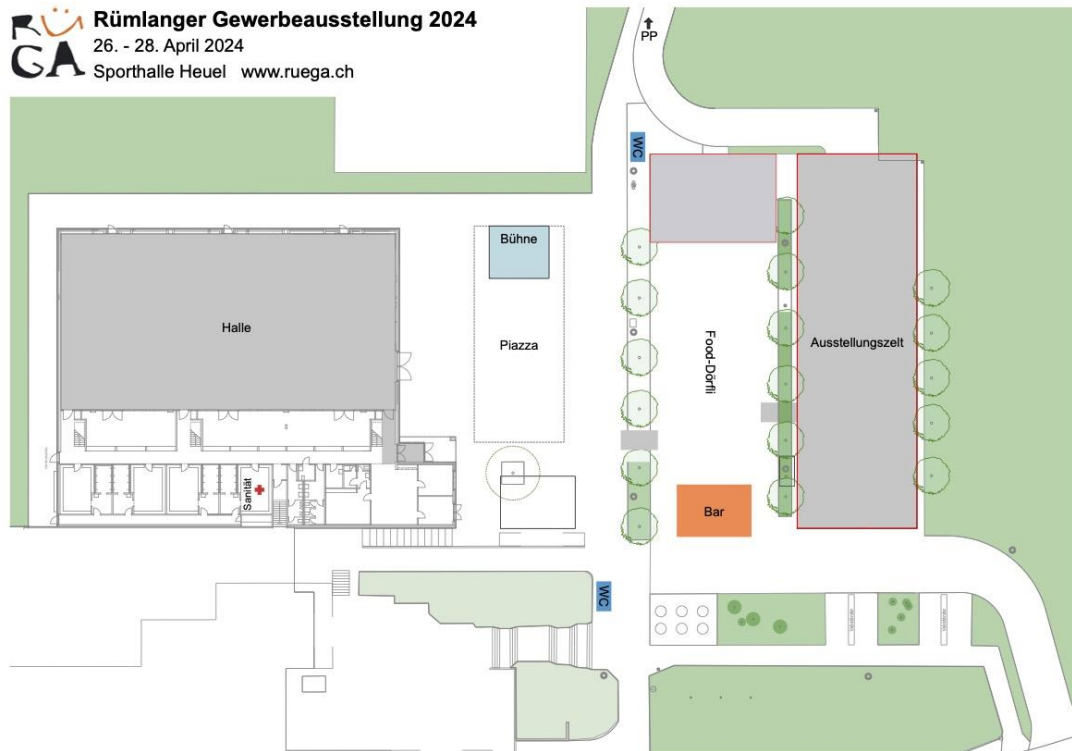 RÜGA
Rümlanger Gewerbeausstellung 2024
26. - 28. April 2024
Sporthalle Heuel www.ruega.ch
PP
WC
Bühne
Halle
Piazza
Food-Dörfli
Ausstellungszelt
Sanität
Bar
WC